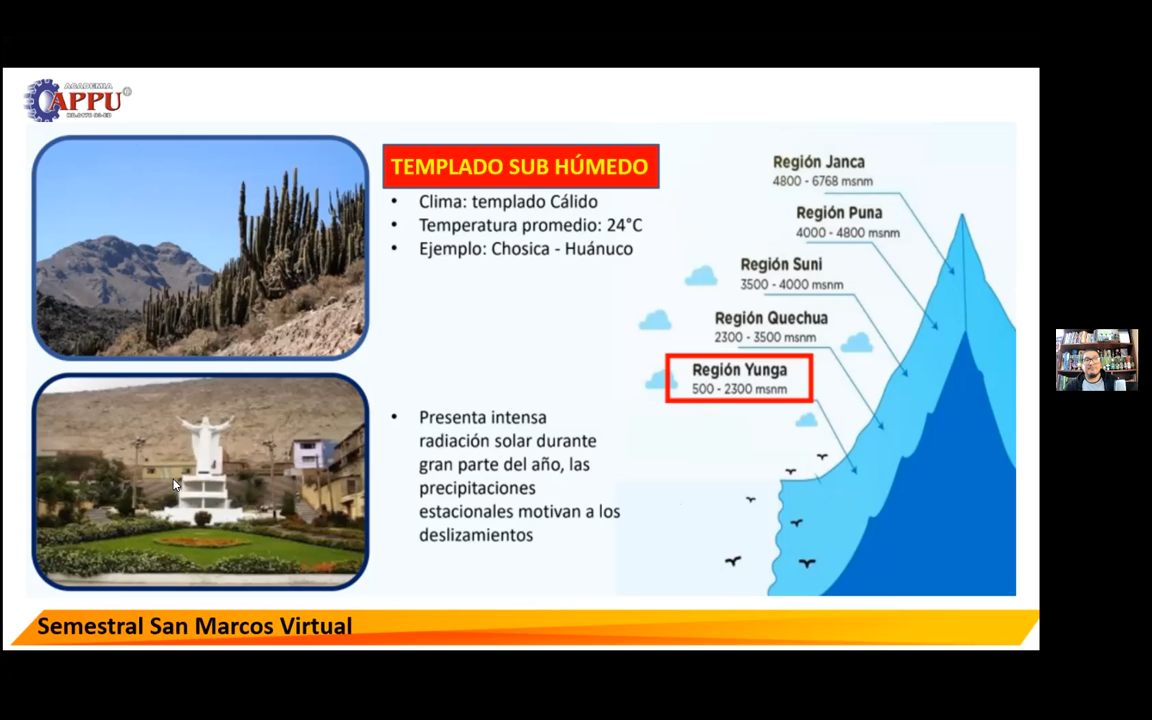 ACADEMIA
APPU
TEMPLADO SUB HÚMEDO
• Clima: templado Cálido
• Temperatura promedio: 24°C
• Ejemplo: Chosica - Huánuco
• Presenta intensa
radiación solar durante
gran parte del año, las
precipitaciones
estacionales motivan a los
deslizamientos
Región Janca
4800 - 6768 msnm
Región Puna
4000 - 4800 msnm
Región Suni
3500 - 4000 msnm
Región Quechua
2300 - 3500 msnm
Región Yunga
500 - 2300 msnm
Semestral San Marcos Virtual